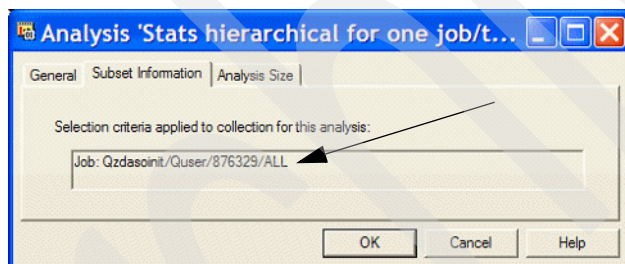 Analysis 'Stats hierarchical for one job/t...
General Subset Information Analysis Size
Selection criteria applied to collection for this analysis:
Job: Qzdasoinit/Quser/876329/ALL
OK Cancel Help